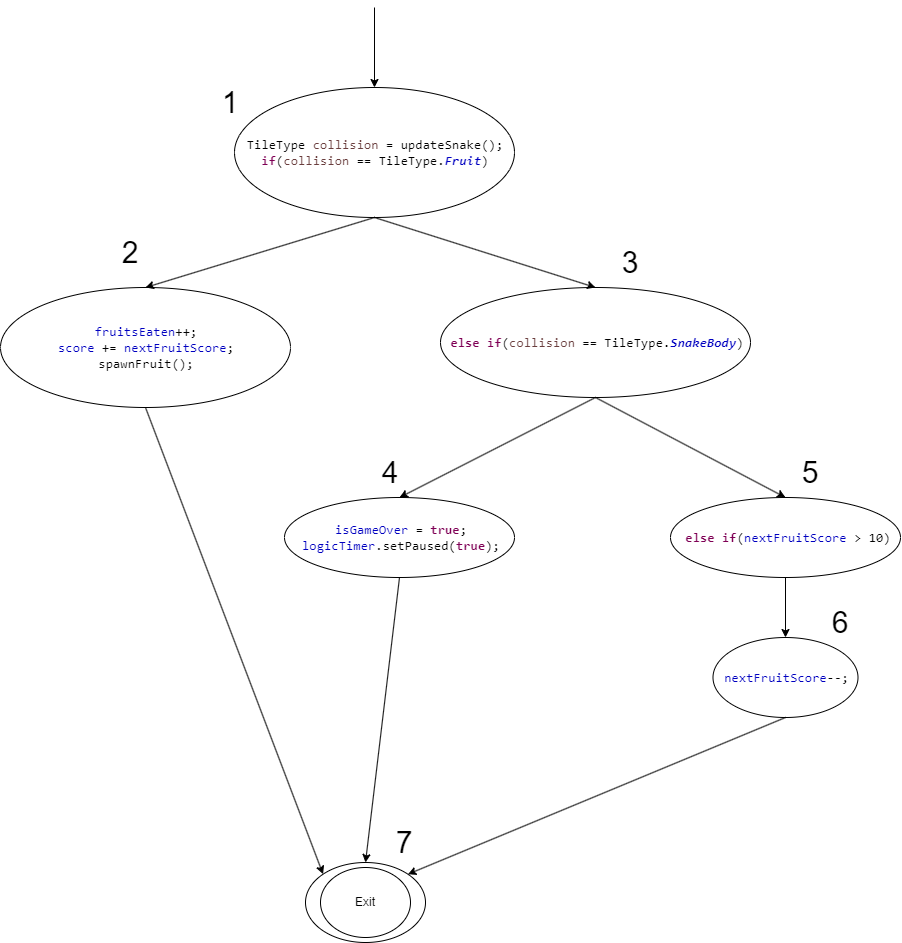 1
TileType collision = updateSnake();
if(collision == TileType.Fruit)
2
fruitsEaten++;
score += nextFruitScore;
spawnFruit();
3
else if(collision == TileType.SnakeBody)
4
isGameOver = true;
logicTimer.setPaused(true);
5
else if(nextFruitScore > 10)
6
nextFruitScore--;
7
Exit